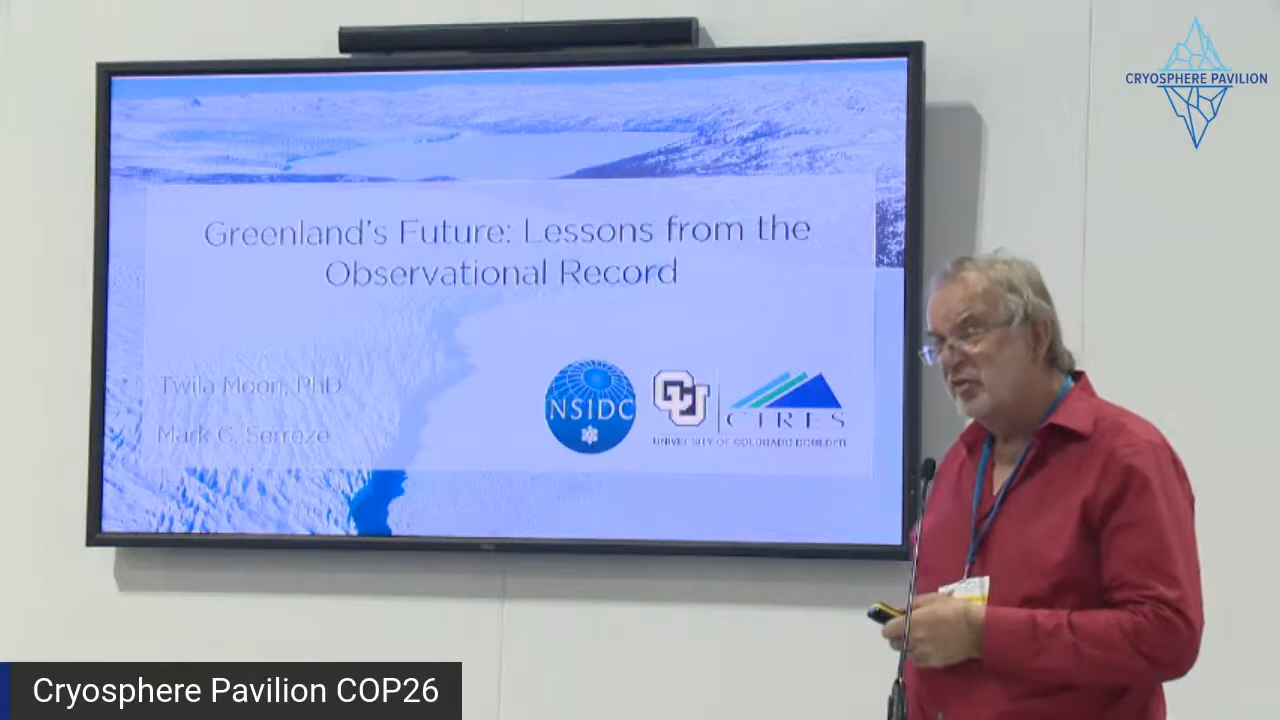 CRYOSPHERE PAVILION
Greenland's Future: Lessons from the
Observational Record
Twila Moon, PhD
Mark C. Serreze
NSIDC
CU
CIRES
UNIVERSITY OF COLORADO BOULDER
Cryosphere Pavilion COP26